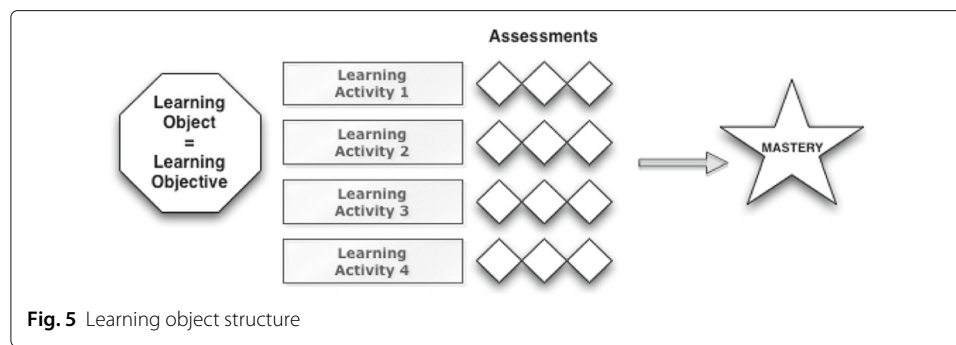 Assessments
Learning
Object
=
Learning
Objective
Learning
Activity 1
Learning
Activity 2
Learning
Activity 3
Learning
Activity 4
MASTERY
Fig. 5 Learning object structure